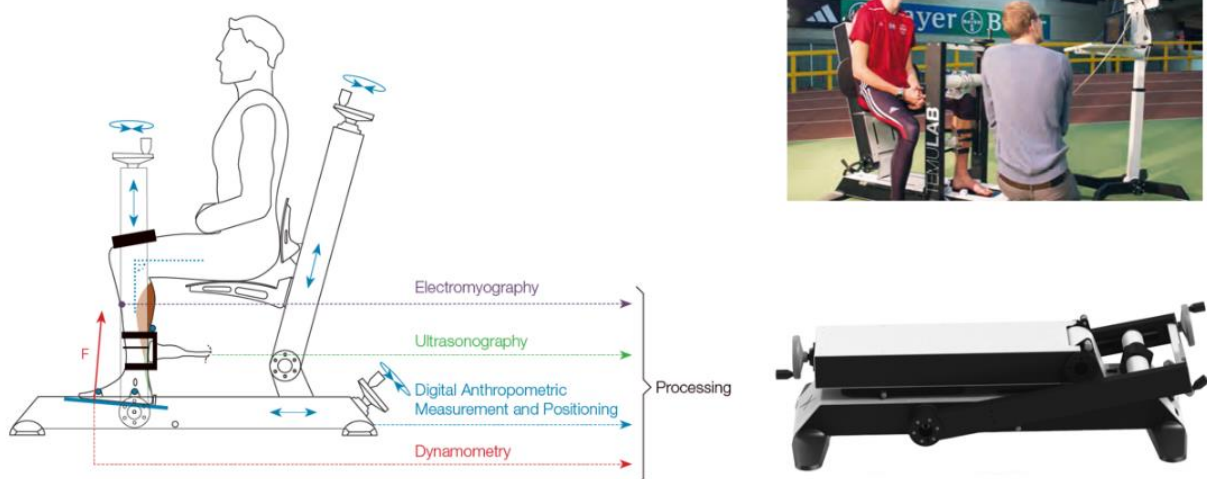 F
Electromyography
Ultrasonography
Digital Anthropometric
Measurement and Positioning
Dynamometry
Processing
TEMULAB